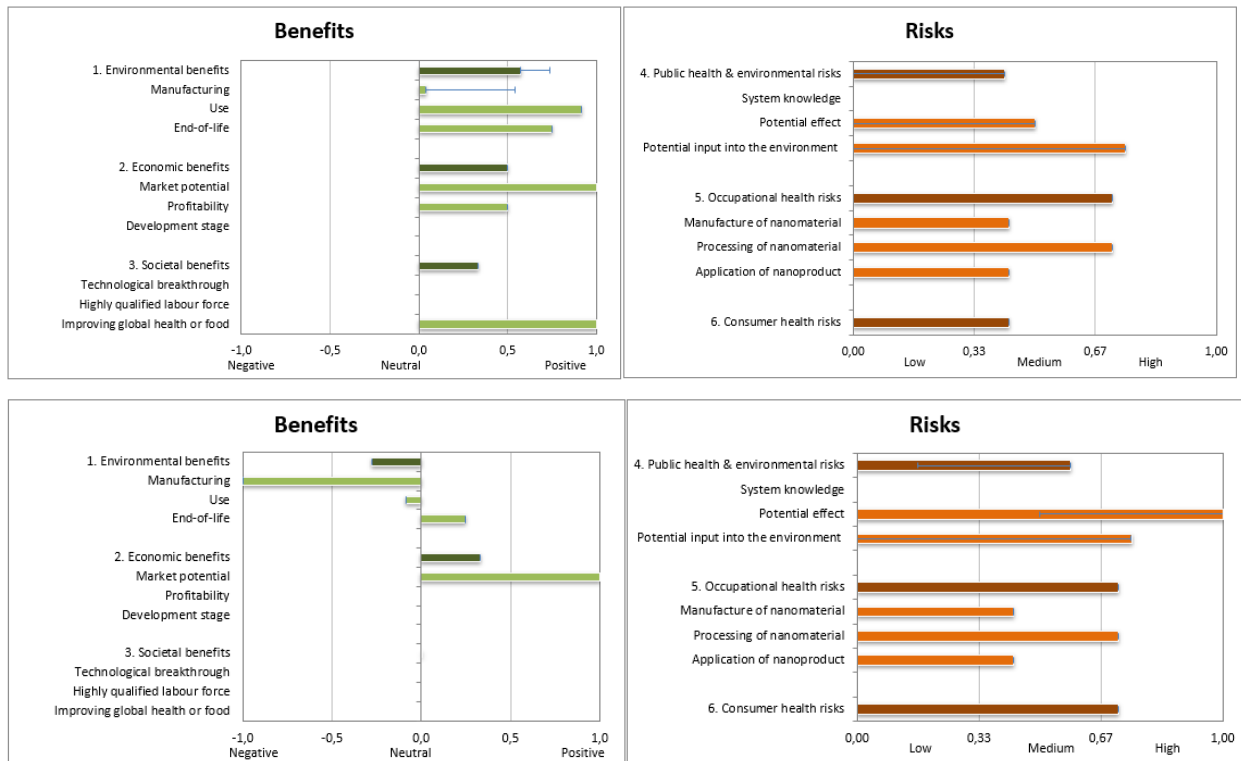 Benefits
1. Environmental benefits
Manufacturing
Use
End-of-life
2. Economic benefits
Market potential
Profitability
Development stage
3. Societal benefits
Technological breakthrough
Highly qualified labour force
Improving global health or food
-1,0 -0,5 0,0 0,5 1,0
Negative Neutral Positive
Risks
4. Public health & environmental risks
System knowledge
Potential effect
Potential input into the environment
5. Occupational health risks
Manufacture of nanomaterial
Processing of nanomaterial
Application of nanoproduct
6. Consumer health risks
0,00 0,33 0,67 1,00
Low Medium High
Benefits
1. Environmental benefits
Manufacturing
Use
End-of-life
2. Economic benefits
Market potential
Profitability
Development stage
3. Societal benefits
Technological breakthrough
Highly qualified labour force
Improving global health or food
-1,0 -0,5 0,0 0,5 1,0
Negative Neutral Positive
Risks
4. Public health & environmental risks
System knowledge
Potential effect
Potential input into the environment
5. Occupational health risks
Manufacture of nanomaterial
Processing of nanomaterial
Application of nanoproduct
6. Consumer health risks
0,00 0,33 0,67 1,00
Low Medium High